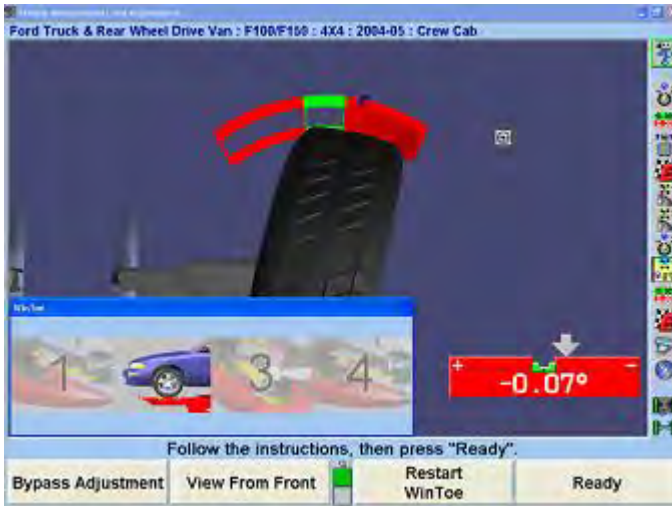 Ford Truck & Rear Wheel Drive Van : F100/F150 : 4X4 : 2004-05 : Crew Cab
WinToe
1 3 4
+ -
-0.07°
Follow the instructions, then press "Ready".
Bypass Adjustment
View From Front
Restart
WinToe
Ready